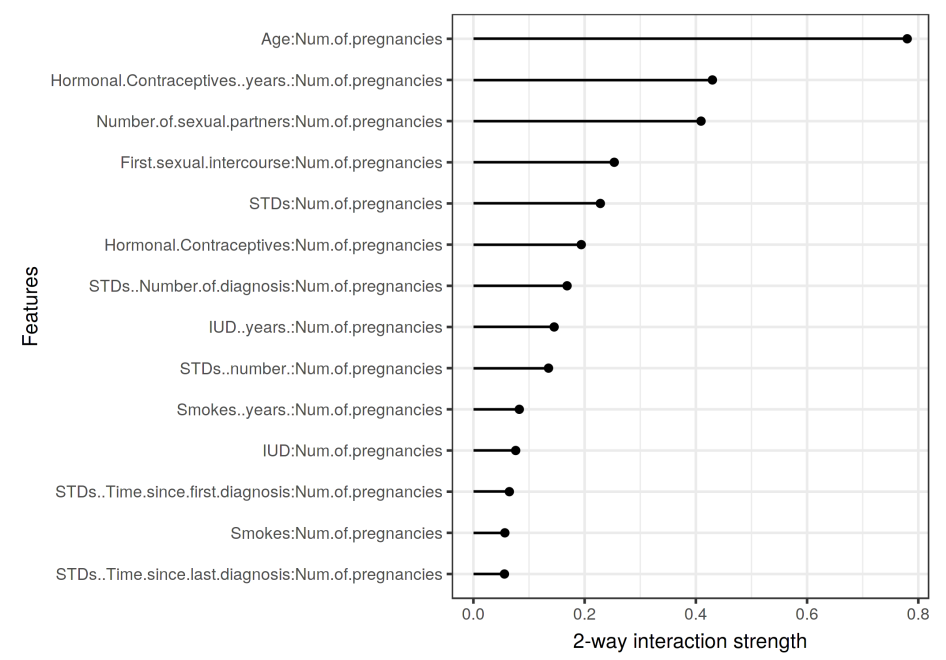 Age:Num.of.pregnancies
Hormonal.Contraceptives..years.:Num.of.pregnancies
Number.of.sexual.partners:Num.of.pregnancies
First.sexual.intercourse:Num.of.pregnancies
STDs:Num.of.pregnancies
Hormonal.Contraceptives:Num.of.pregnancies
STDs..Number.of.diagnosis:Num.of.pregnancies
IUD..years.:Num.of.pregnancies
STDs..number.:Num.of.pregnancies
Smokes..years.:Num.of.pregnancies
IUD:Num.of.pregnancies
STDs..Time.since.first.diagnosis:Num.of.pregnancies
Smokes:Num.of.pregnancies
STDs..Time.since.last.diagnosis:Num.of.pregnancies
Features
0.0 0.2 0.4 0.6 0.8
2-way interaction strength